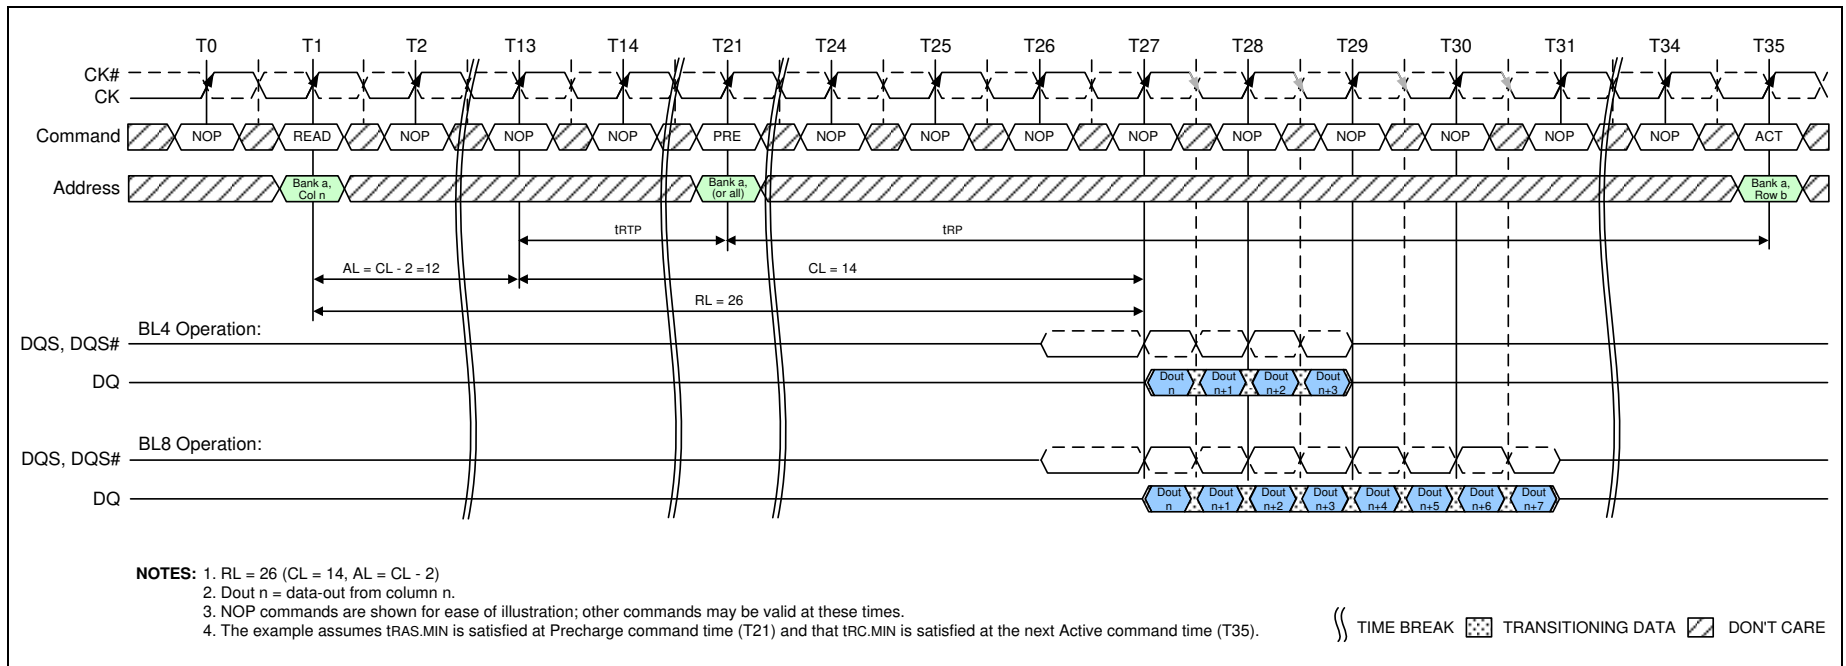 T0 T1 T2 T13 T14 T21 T24 T25 T26 T27 T28 T29 T30 T31 T34 T35
CK#
CK
Command NOP READ NOP NOP NOP PRE NOP NOP NOP NOP NOP NOP NOP NOP NOP ACT
Address Bank a, Col n Bank a, (or all) Bank a, Row b
tRTP tRP
AL = CL - 2 =12 CL = 14
RL = 26
BL4 Operation:
DQS, DQS#
DQ Dout n Dout n+1 Dout n+2 Dout n+3
BL8 Operation:
DQS, DQS#
DQ Dout n Dout n+1 Dout n+2 Dout n+3 Dout n+4 Dout n+5 Dout n+6 Dout n+7
NOTES: 1. RL = 26 (CL = 14, AL = CL - 2)
2. Dout n = data-out from column n.
3. NOP commands are shown for ease of illustration; other commands may be valid at these times.
4. The example assumes tRAS.MIN is satisfied at Precharge command time (T21) and that tRC.MIN is satisfied at the next Active command time (T35).
TIME BREAK TRANSITIONING DATA DON'T CARE